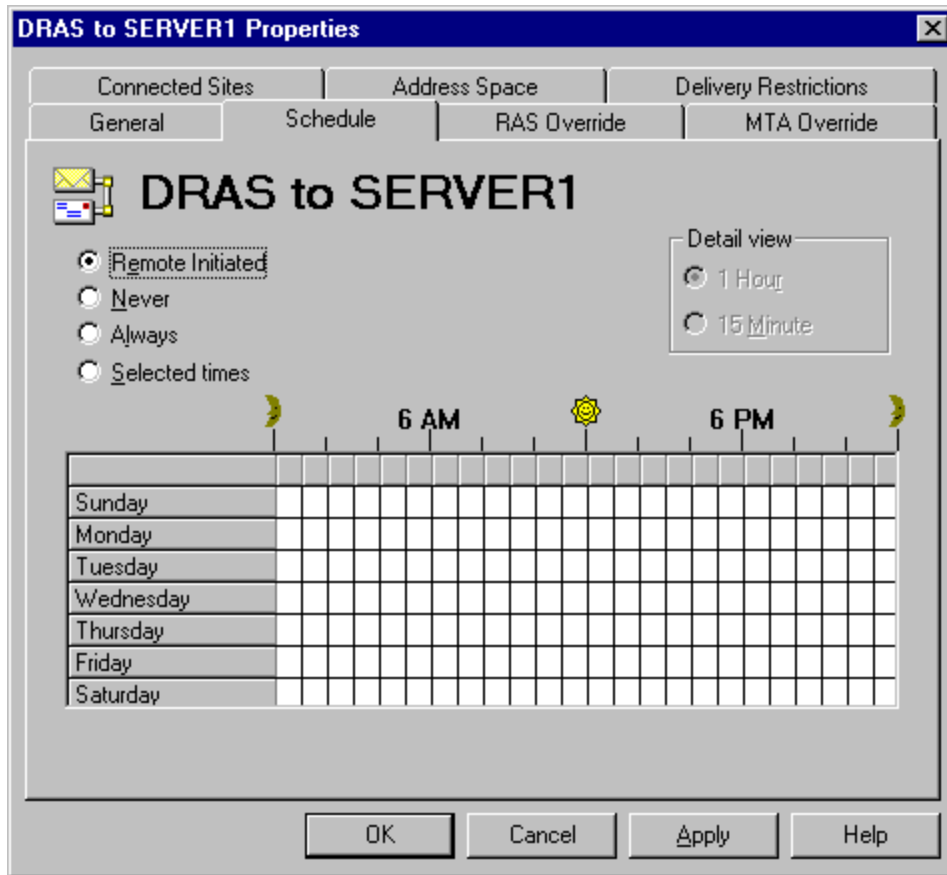 DRAS to SERVER1 Properties
Connected Sites Address Space Delivery Restrictions
General Schedule RAS Override MTA Override
DRAS to SERVER1
Detail view
Remote Initiated
1 Hour
Never
15 Minute
Always
Selected times
6 AM 6 PM
Sunday
Monday
Tuesday
Wednesday
Thursday
Friday
Saturday
OK Cancel Apply Help